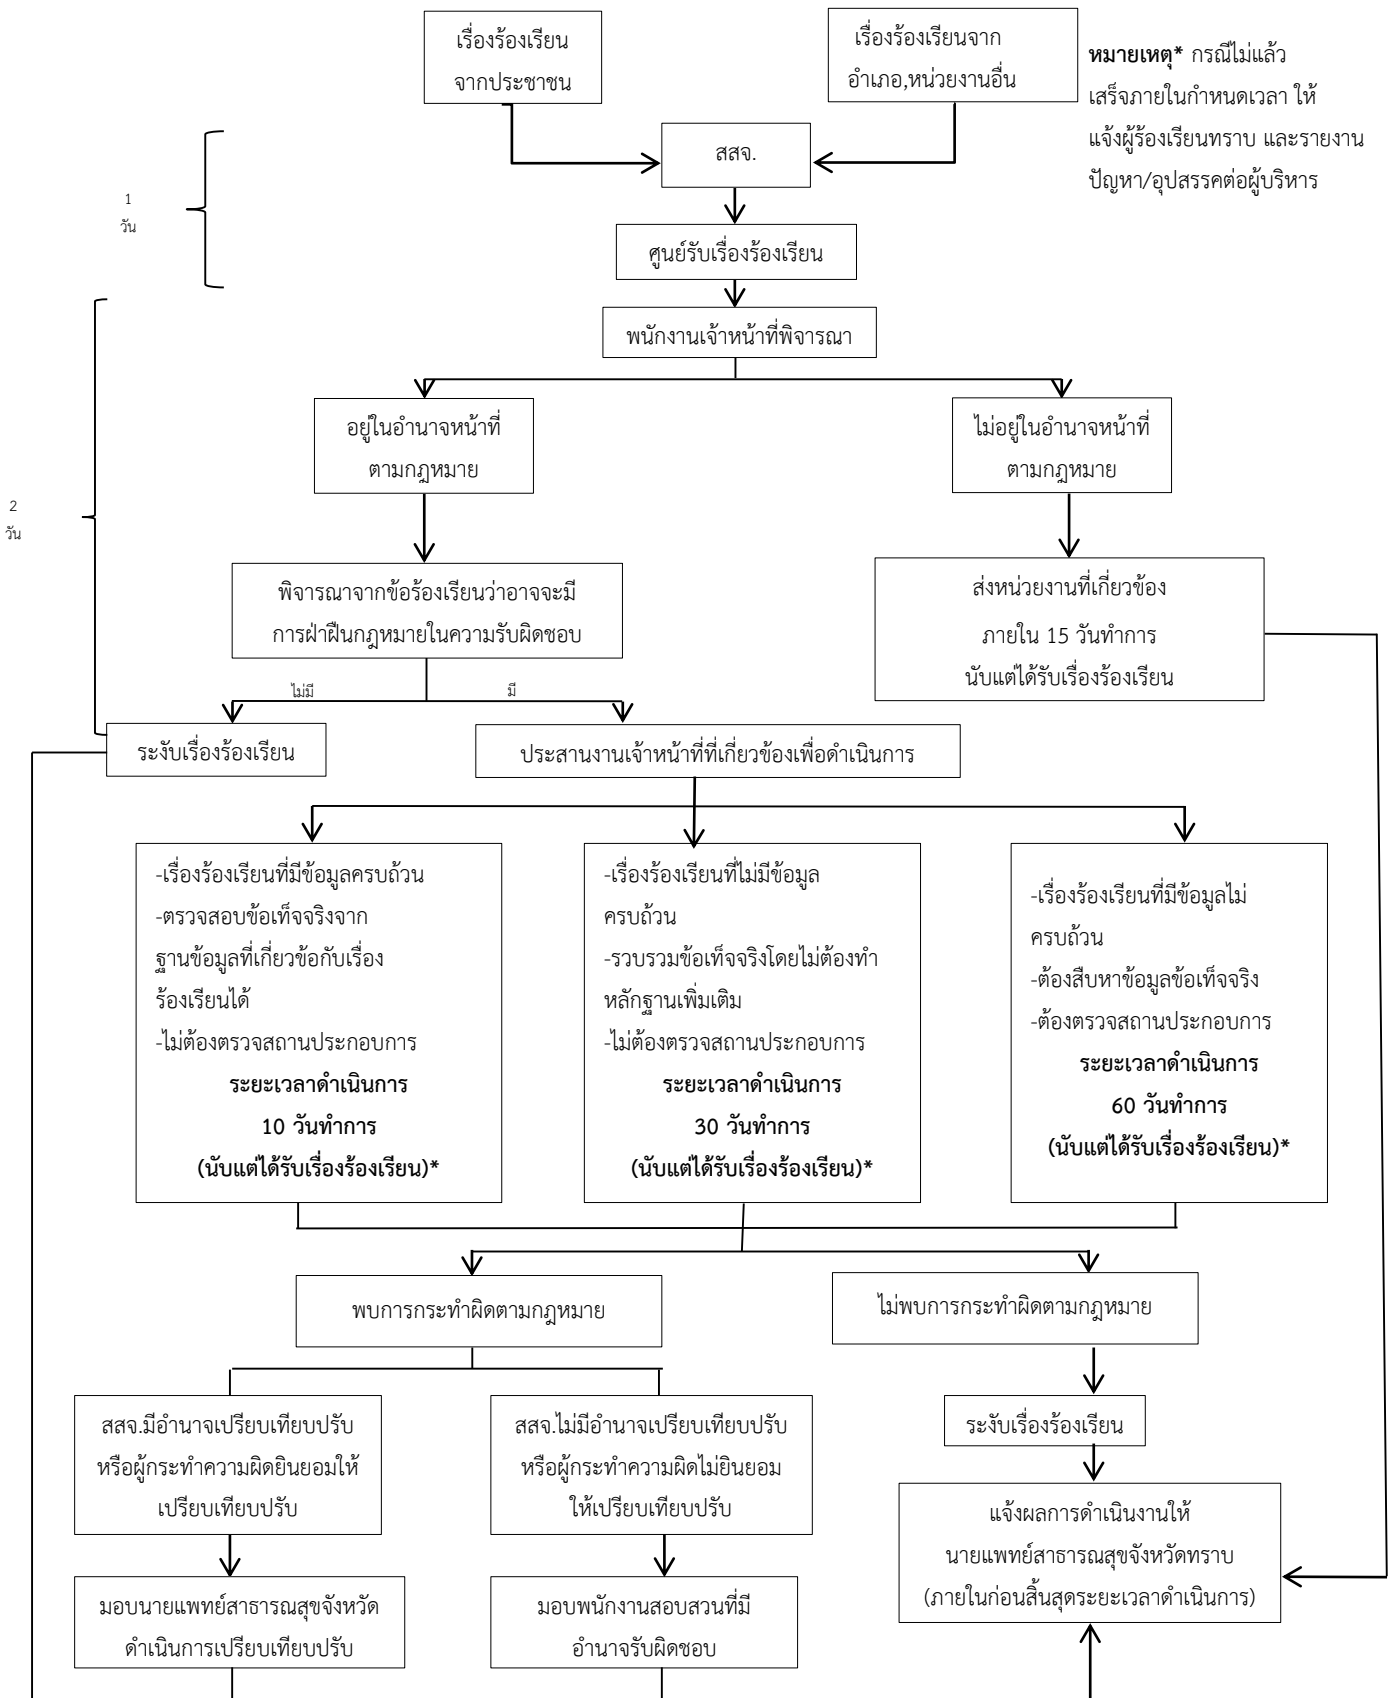 เรื่องร้องเรียน
จากประชาชน
เรื่องร้องเรียนจาก
อำเภอ,หน่วยงานอื่น
หมายเหตุ* กรณีไม่แล้ว
เสร็จภายในกำหนดเวลา ให้
แจ้งผู้ร้องเรียนทราบ และรายงาน
ปัญหา/อุปสรรคต่อผู้บริหาร
สสจ.
1
วัน
ศูนย์รับเรื่องร้องเรียน
พนักงานเจ้าหน้าที่พิจารณา
อยู่ในอำนาจหน้าที่
ตามกฎหมาย
ไม่อยู่ในอำนาจหน้าที่
ตามกฎหมาย
2
วัน
พิจารณาจากข้อร้องเรียนว่าอาจจะมี
การฝ่าฝืนกฎหมายในความรับผิดชอบ
ส่งหน่วยงานที่เกี่ยวข้อง
ภายใน 15 วันทำการ
นับแต่ได้รับเรื่องร้องเรียน
ไม่มี
มี
ระงับเรื่องร้องเรียน
ประสานงานเจ้าหน้าที่ที่เกี่ยวข้องเพื่อดำเนินการ
-เรื่องร้องเรียนที่มีข้อมูลครบถ้วน
-ตรวจสอบข้อเท็จจริงจาก
ฐานข้อมูลที่เกี่ยวข้อกับเรื่อง
ร้องเรียนได้
-ไม่ต้องตรวจสถานประกอบการ
ระยะเวลาดำเนินการ
10 วันทำการ
(นับแต่ได้รับเรื่องร้องเรียน)*
-เรื่องร้องเรียนที่ไม่มีข้อมูล
ครบถ้วน
-รวบรวมข้อเท็จจริงโดยไม่ต้องทำ
หลักฐานเพิ่มเติม
-ไม่ต้องตรวจสถานประกอบการ
ระยะเวลาดำเนินการ
30 วันทำการ
(นับแต่ได้รับเรื่องร้องเรียน)*
-เรื่องร้องเรียนที่มีข้อมูลไม่
ครบถ้วน
-ต้องสืบหาข้อมูลข้อเท็จจริง
-ต้องตรวจสถานประกอบการ
ระยะเวลาดำเนินการ
60 วันทำการ
(นับแต่ได้รับเรื่องร้องเรียน)*
พบการกระทำผิดตามกฎหมาย
ไม่พบการกระทำผิดตามกฎหมาย
สสจ.มีอำนาจเปรียบเทียบปรับ
หรือผู้กระทำความผิดยินยอมให้
เปรียบเทียบปรับ
สสจ.ไม่มีอำนาจเปรียบเทียบปรับ
หรือผู้กระทำความผิดไม่ยินยอม
ให้เปรียบเทียบปรับ
ระงับเรื่องร้องเรียน
แจ้งผลการดำเนินงานให้
นายแพทย์สาธารณสุขจังหวัดทราบ
(ภายในก่อนสิ้นสุดระยะเวลาดำเนินการ)
มอบนายแพทย์สาธารณสุขจังหวัด
ดำเนินการเปรียบเทียบปรับ
มอบพนักงานสอบสวนที่มี
อำนาจรับผิดชอบ